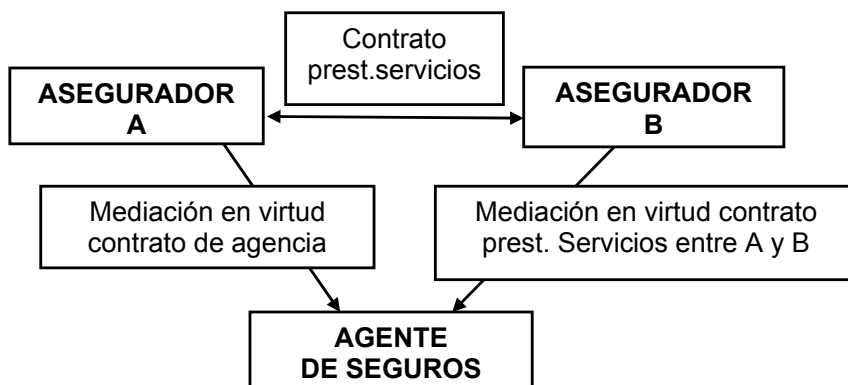 Contrato
prest.servicios
ASEGURADOR
A
ASEGURADOR
B
Mediación en virtud
contrato de agencia
Mediación en virtud contrato
prest. Servicios entre A y B
AGENTE
DE SEGUROS